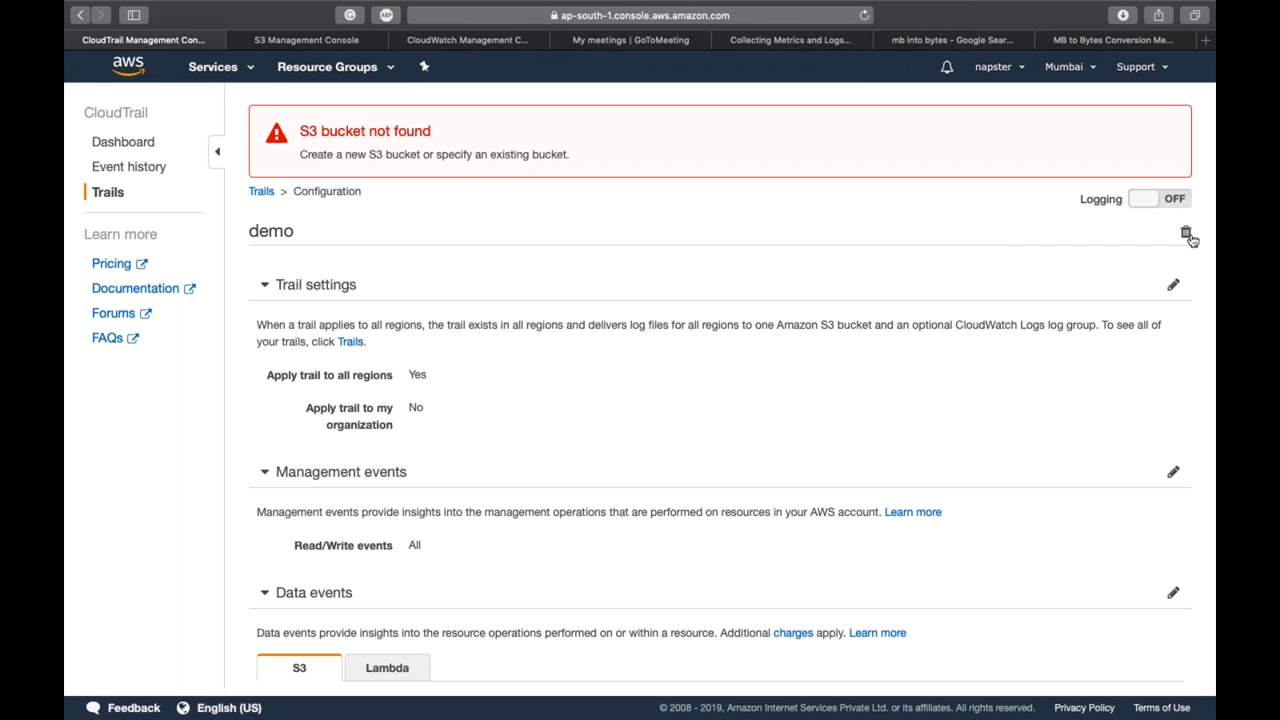 ap-south-1.console.aws.amazon.com
CloudTrail Management Con...
S3 Management Console
CloudWatch Management C...
My meetings | GoToMeeting
Collecting Metrics and Logs...
mb into bytes - Google Sear...
MB to Bytes Conversion Me...
aws
Services
Resource Groups
napster
Mumbai
Support
CloudTrail
Dashboard
Event history
Trails
Learn more
Pricing
Documentation
Forums
FAQs
S3 bucket not found
Create a new S3 bucket or specify an existing bucket.
Trails > Configuration
Logging OFF
demo
Trail settings
When a trail applies to all regions, the trail exists in all regions and delivers log files for all regions to one Amazon S3 bucket and an optional CloudWatch Logs log group. To see all of
your trails, click Trails.
Apply trail to all regions Yes
Apply trail to my No
organization
Management events
Management events provide insights into the management operations that are performed on resources in your AWS account. Learn more
Read/Write events All
Data events
Data events provide insights into the resource operations performed on or within a resource. Additional charges apply. Learn more
S3
Lambda
Feedback
English (US)
© 2008 - 2019, Amazon Internet Services Private Ltd. or its affiliates. All rights reserved.
Privacy Policy
Terms of Use